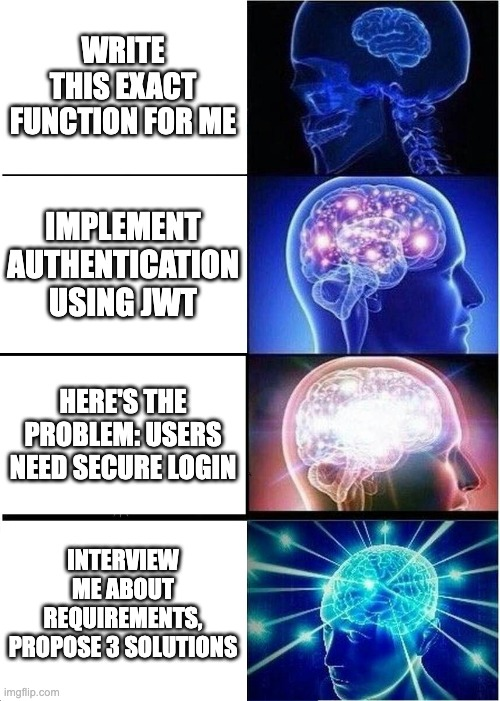 WRITE
THIS EXACT
FUNCTION FOR ME
IMPLEMENT
AUTHENTICATION
USING JWT
HERE'S THE
PROBLEM: USERS
NEED SECURE LOGIN
INTERVIEW
ME ABOUT
REQUIREMENTS,
PROPOSE 3 SOLUTIONS
imgflip.com